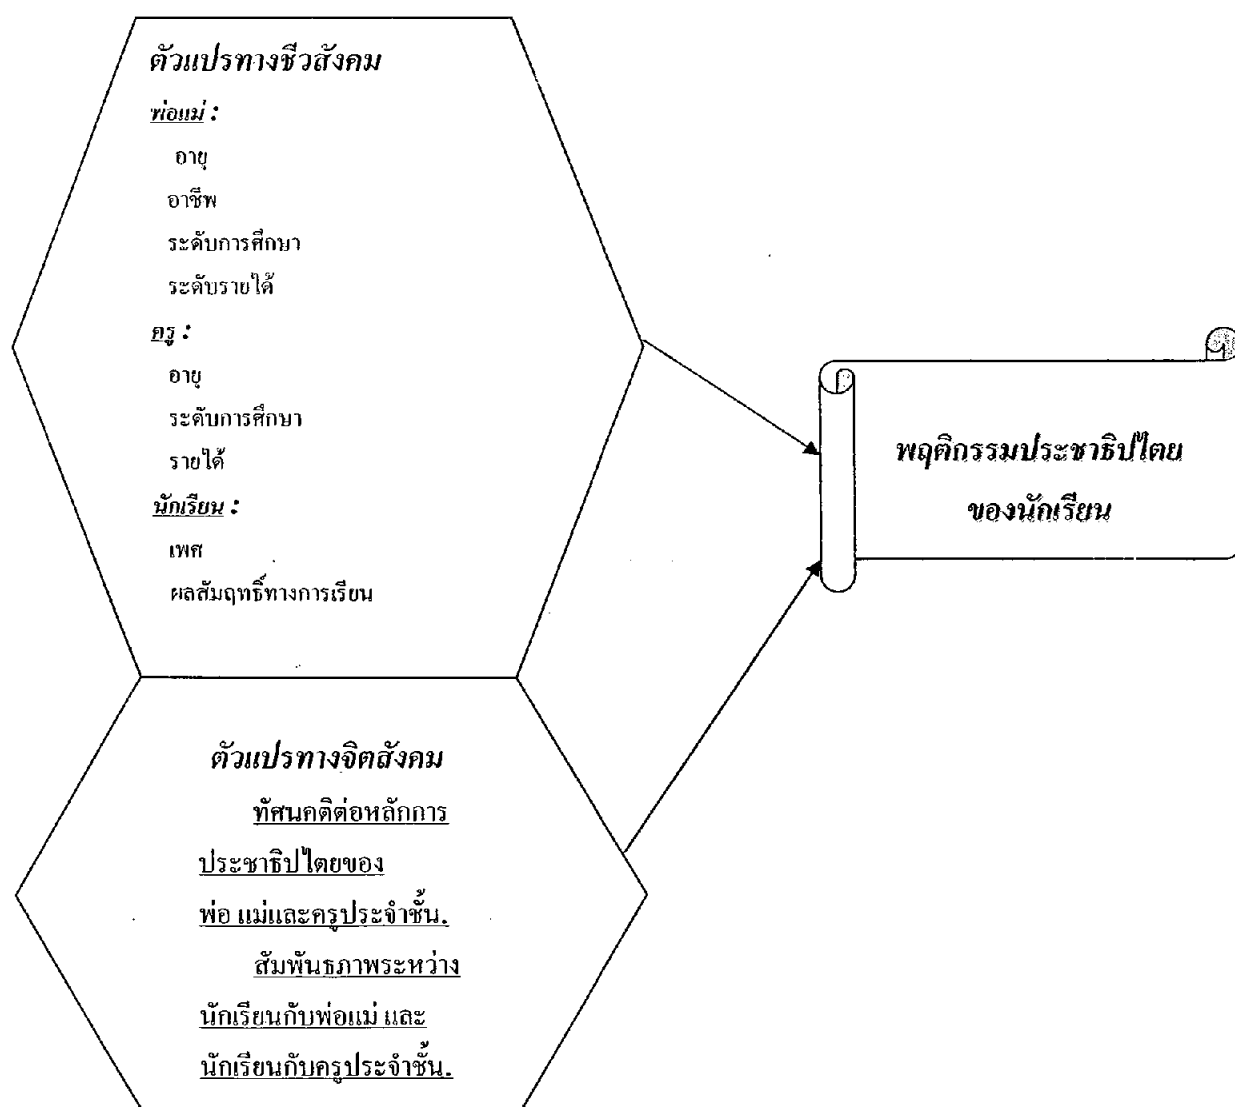 ตัวแปรทางชีวสังคม
พ่อแม่ :
อายุ
อาชีพ
ระดับการศึกษา
ระดับรายได้
ครู :
อายุ
ระดับการศึกษา
รายได้
นักเรียน :
เพศ
ผลสัมฤทธิ์ทางการเรียน
พฤติกรรมประชาธิปไตย
ของนักเรียน
ตัวแปรทางจิตสังคม
ทัศนคติต่อหลักการ
ประชาธิปไตยของ
พ่อ แม่และครูประจำชั้น.
สัมพันธภาพระหว่าง
นักเรียนกับพ่อแม่ และ
นักเรียนกับครูประจำชั้น.